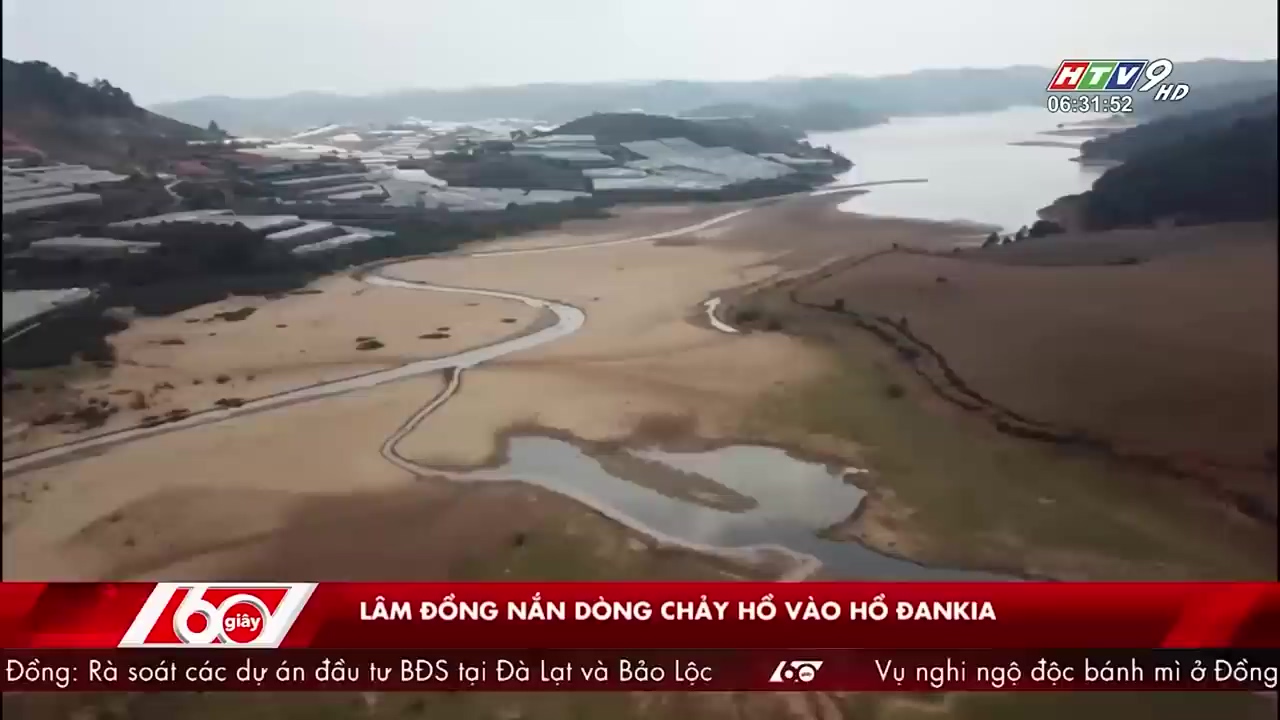 HTV9 HD
06:31:52
60 giây
LÂM ĐỒNG NẮN DÒNG CHẢY HỒ VÀO HỒ ĐANKIA
Đồng: Rà soát các dự án đầu tư BĐS tại Đà Lạt và Bảo Lộc 60 giây Vụ nghi ngộ độc bánh mì ở Đồng